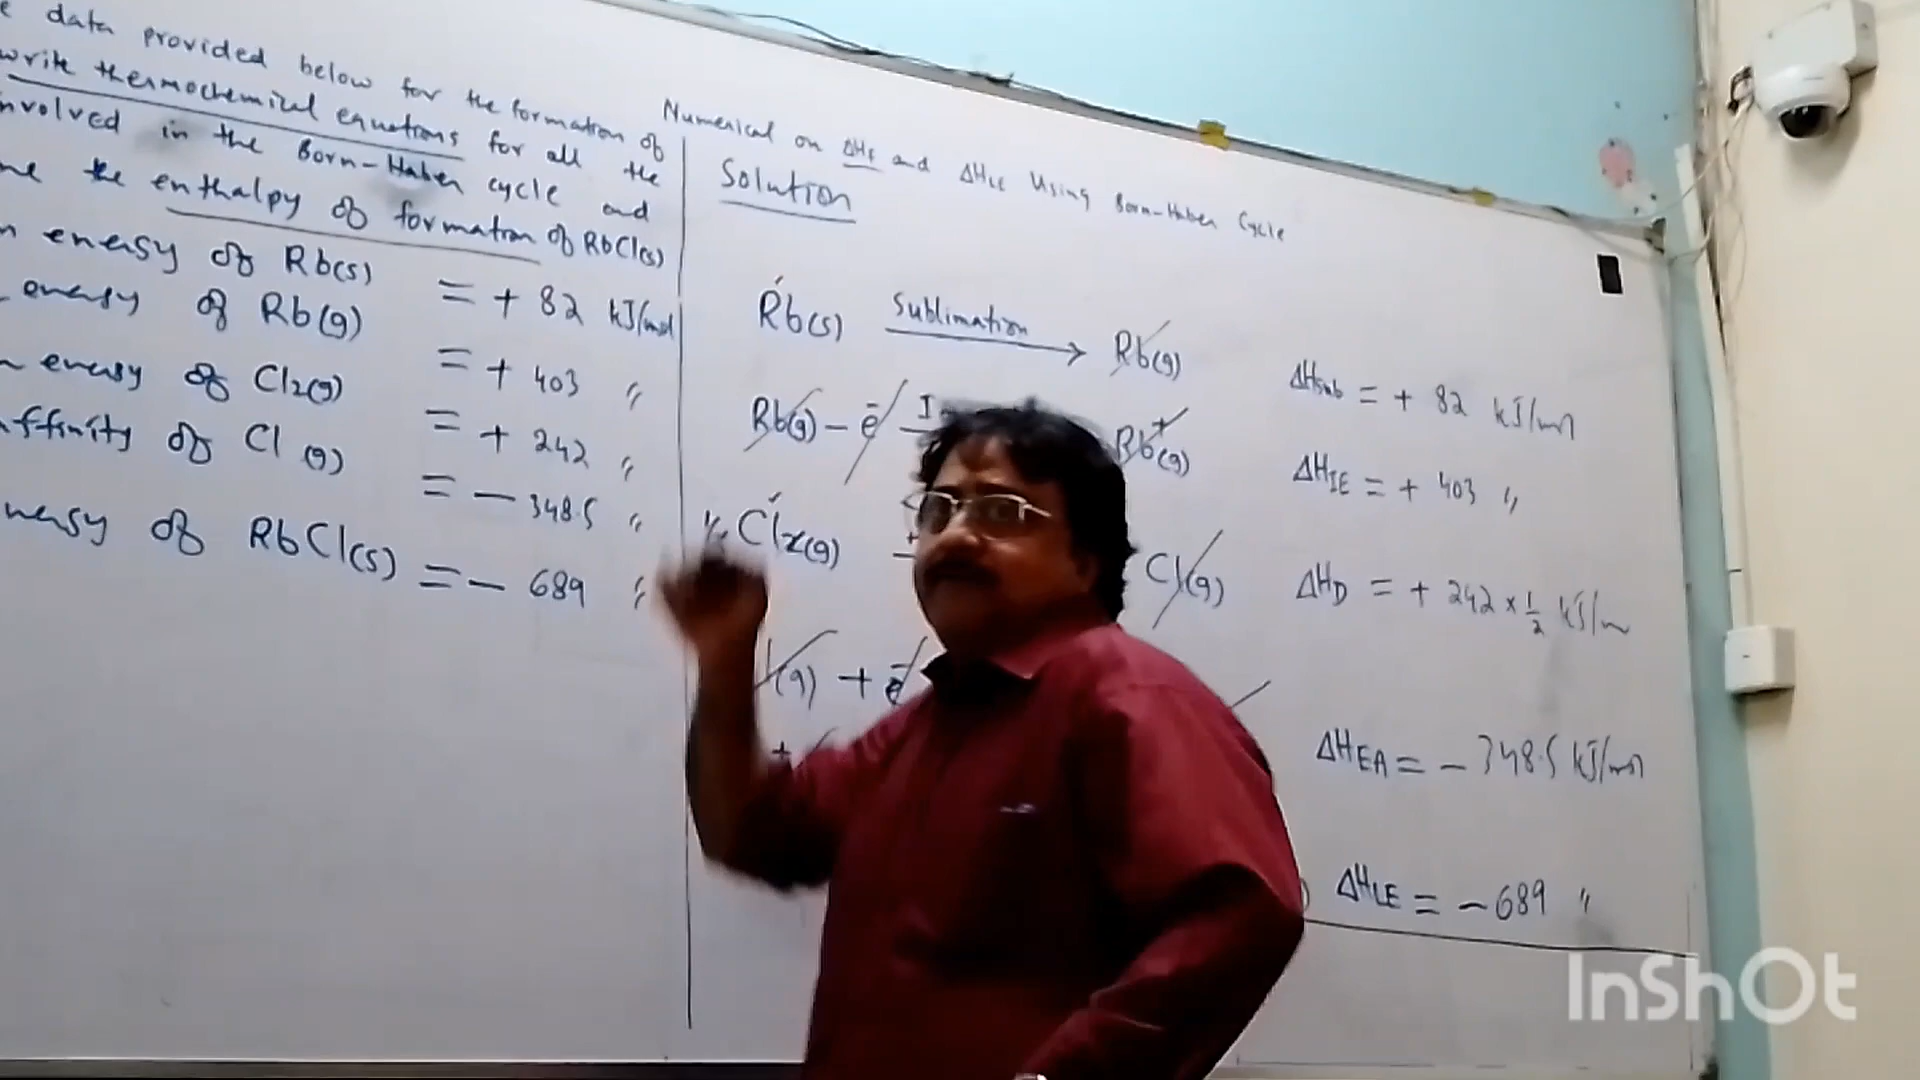 data provided below for the formation of
write thermochemical equations for all the
involved in the Born-Haber cycle and
the enthalpy of formation of RbCl(s)
energy of Rb(s) = + 82 kJ/mol
energy of Rb(g) = + 403 "
energy of Cl2(g) = + 242 "
affinity of Cl (g) = - 348.5 "
of RbCl(s) = - 689 "
Numerical on ΔHf and ΔHLE Using Born-Haber Cycle
Solution
Rb(s) Sublimation → Rb(g) ΔHsub = + 82 kJ/mol
Rb(g) - e⁻ I Rb⁺(g) ΔHIE = + 403 "
½ Cl2(g) Cl(g) ΔHD = + 242 × ½ kJ/m
(g) + e⁻ ΔHEA = - 348.5 kJ/mol
+
ΔHLE = - 689 "
InShOt